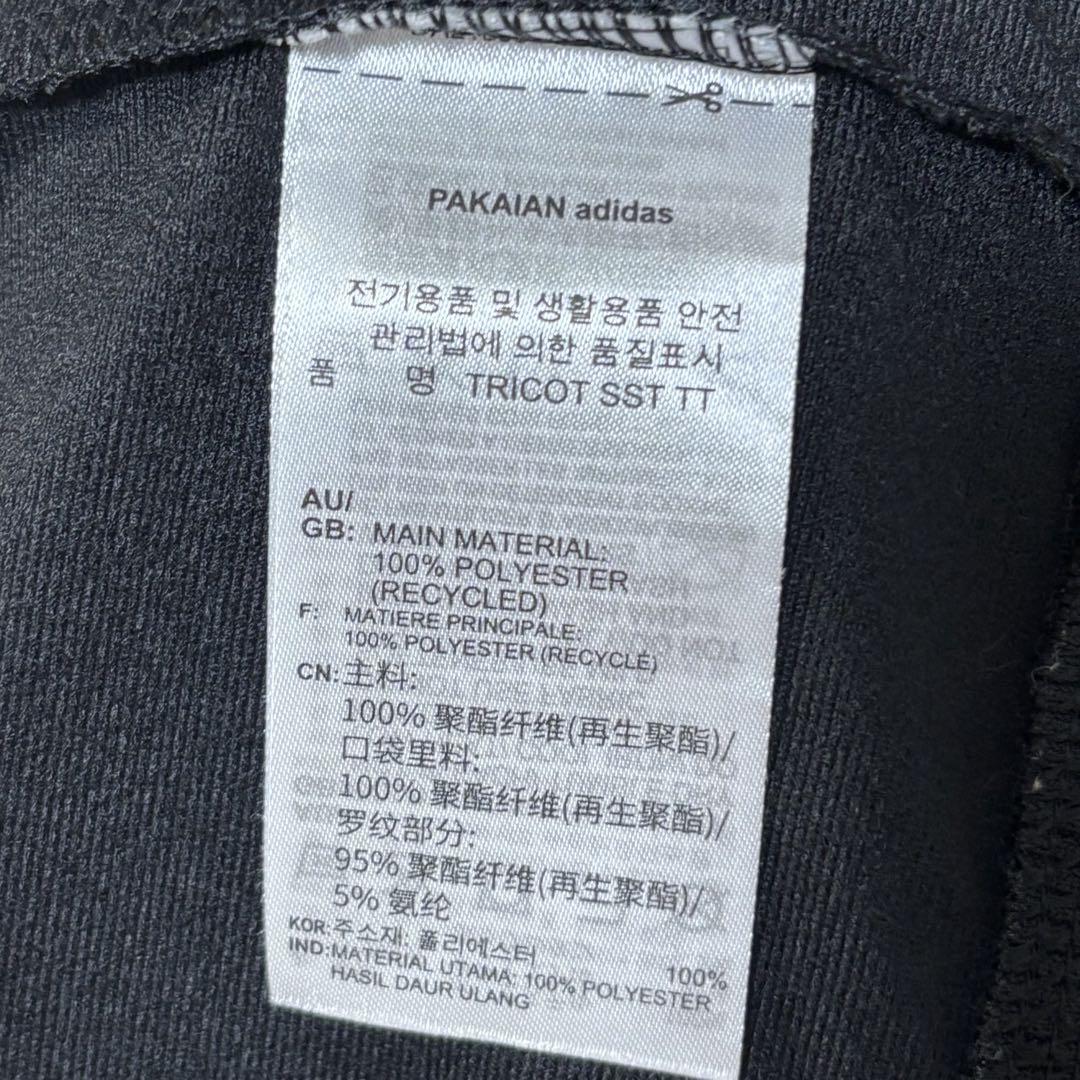 PAKAIAN adidas
전기용품 및 생활용품 안전
관리법에 의한 품질표시
품 명 TRICOT SST TT
AU/
GB: MAIN MATERIAL:
100% POLYESTER
(RECYCLED)
F: MATIERE PRINCIPALE:
100% POLYESTER (RECYCLÉ)
CN:主料:
100% 聚酯纤维(再生聚酯)/
口袋里料:
100% 聚酯纤维(再生聚酯)/
罗纹部分:
95% 聚酯纤维(再生聚酯)/
5% 氨纶
KOR:주소재: 폴리에스터 100%
IND:MATERIAL UTAMA: 100% POLYESTER
HASIL DAUR ULANG